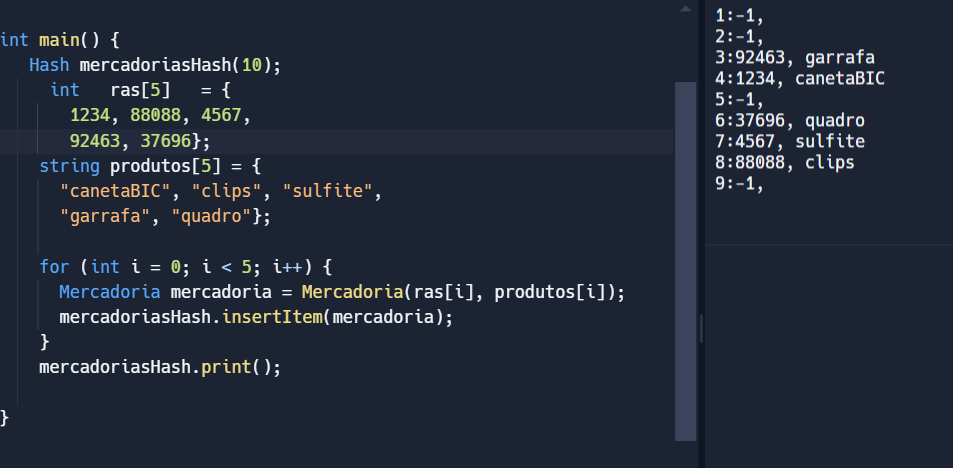 int main() {
Hash mercadoriasHash(10);
int ras[5] = {
1234, 88088, 4567,
92463, 37696};
string produtos[5] = {
"canetaBIC", "clips", "sulfite",
"garrafa", "quadro"};
for (int i = 0; i < 5; i++) {
Mercadoria mercadoria = Mercadoria(ras[i], produtos[i]);
mercadoriasHash.insertItem(mercadoria);
}
mercadoriasHash.print();
}
1:-1,
2:-1,
3:92463, garrafa
4:1234, canetaBIC
5:-1,
6:37696, quadro
7:4567, sulfite
8:88088, clips
9:-1,